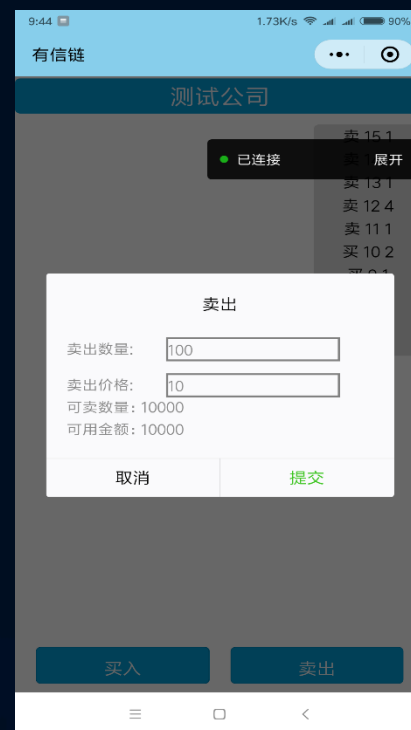 9:44 1.73K/s 90%
有信链
测试公司
卖 15 1
已连接 展开
卖 13 1
卖 12 4
卖 11 1
买 10 2
卖出
卖出数量: 100
卖出价格: 10
可卖数量: 10000
可用金额: 10000
取消 提交
买入 卖出